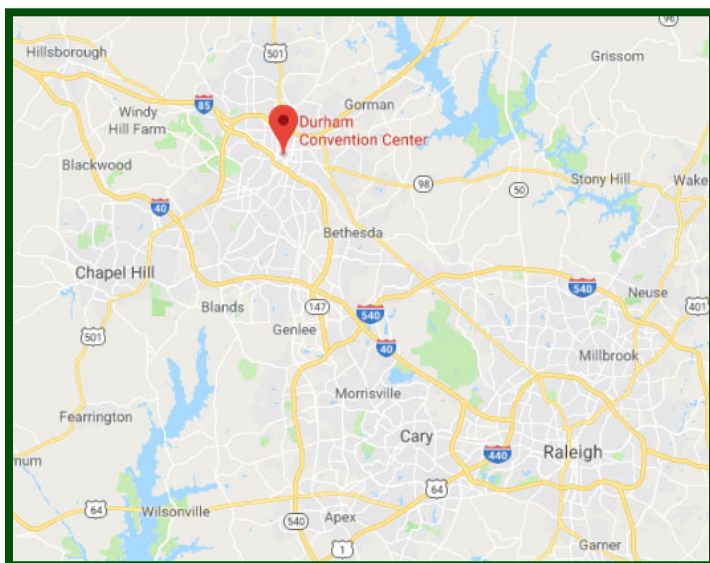 96
501
Hillsborough
Grissom
85
Gorman
Windy
Hill Farm
Durham
Convention Center
Blackwood
98
50
Stony Hill
Wake
40
Bethesda
Chapel Hill
540
Neuse
Blands
147
540
401
Genlee
501
40
Millbrook
Morrisville
Fearrington
Cary
440
Raleigh
num
64
64
Wilsonville
540
Apex
1
Garner